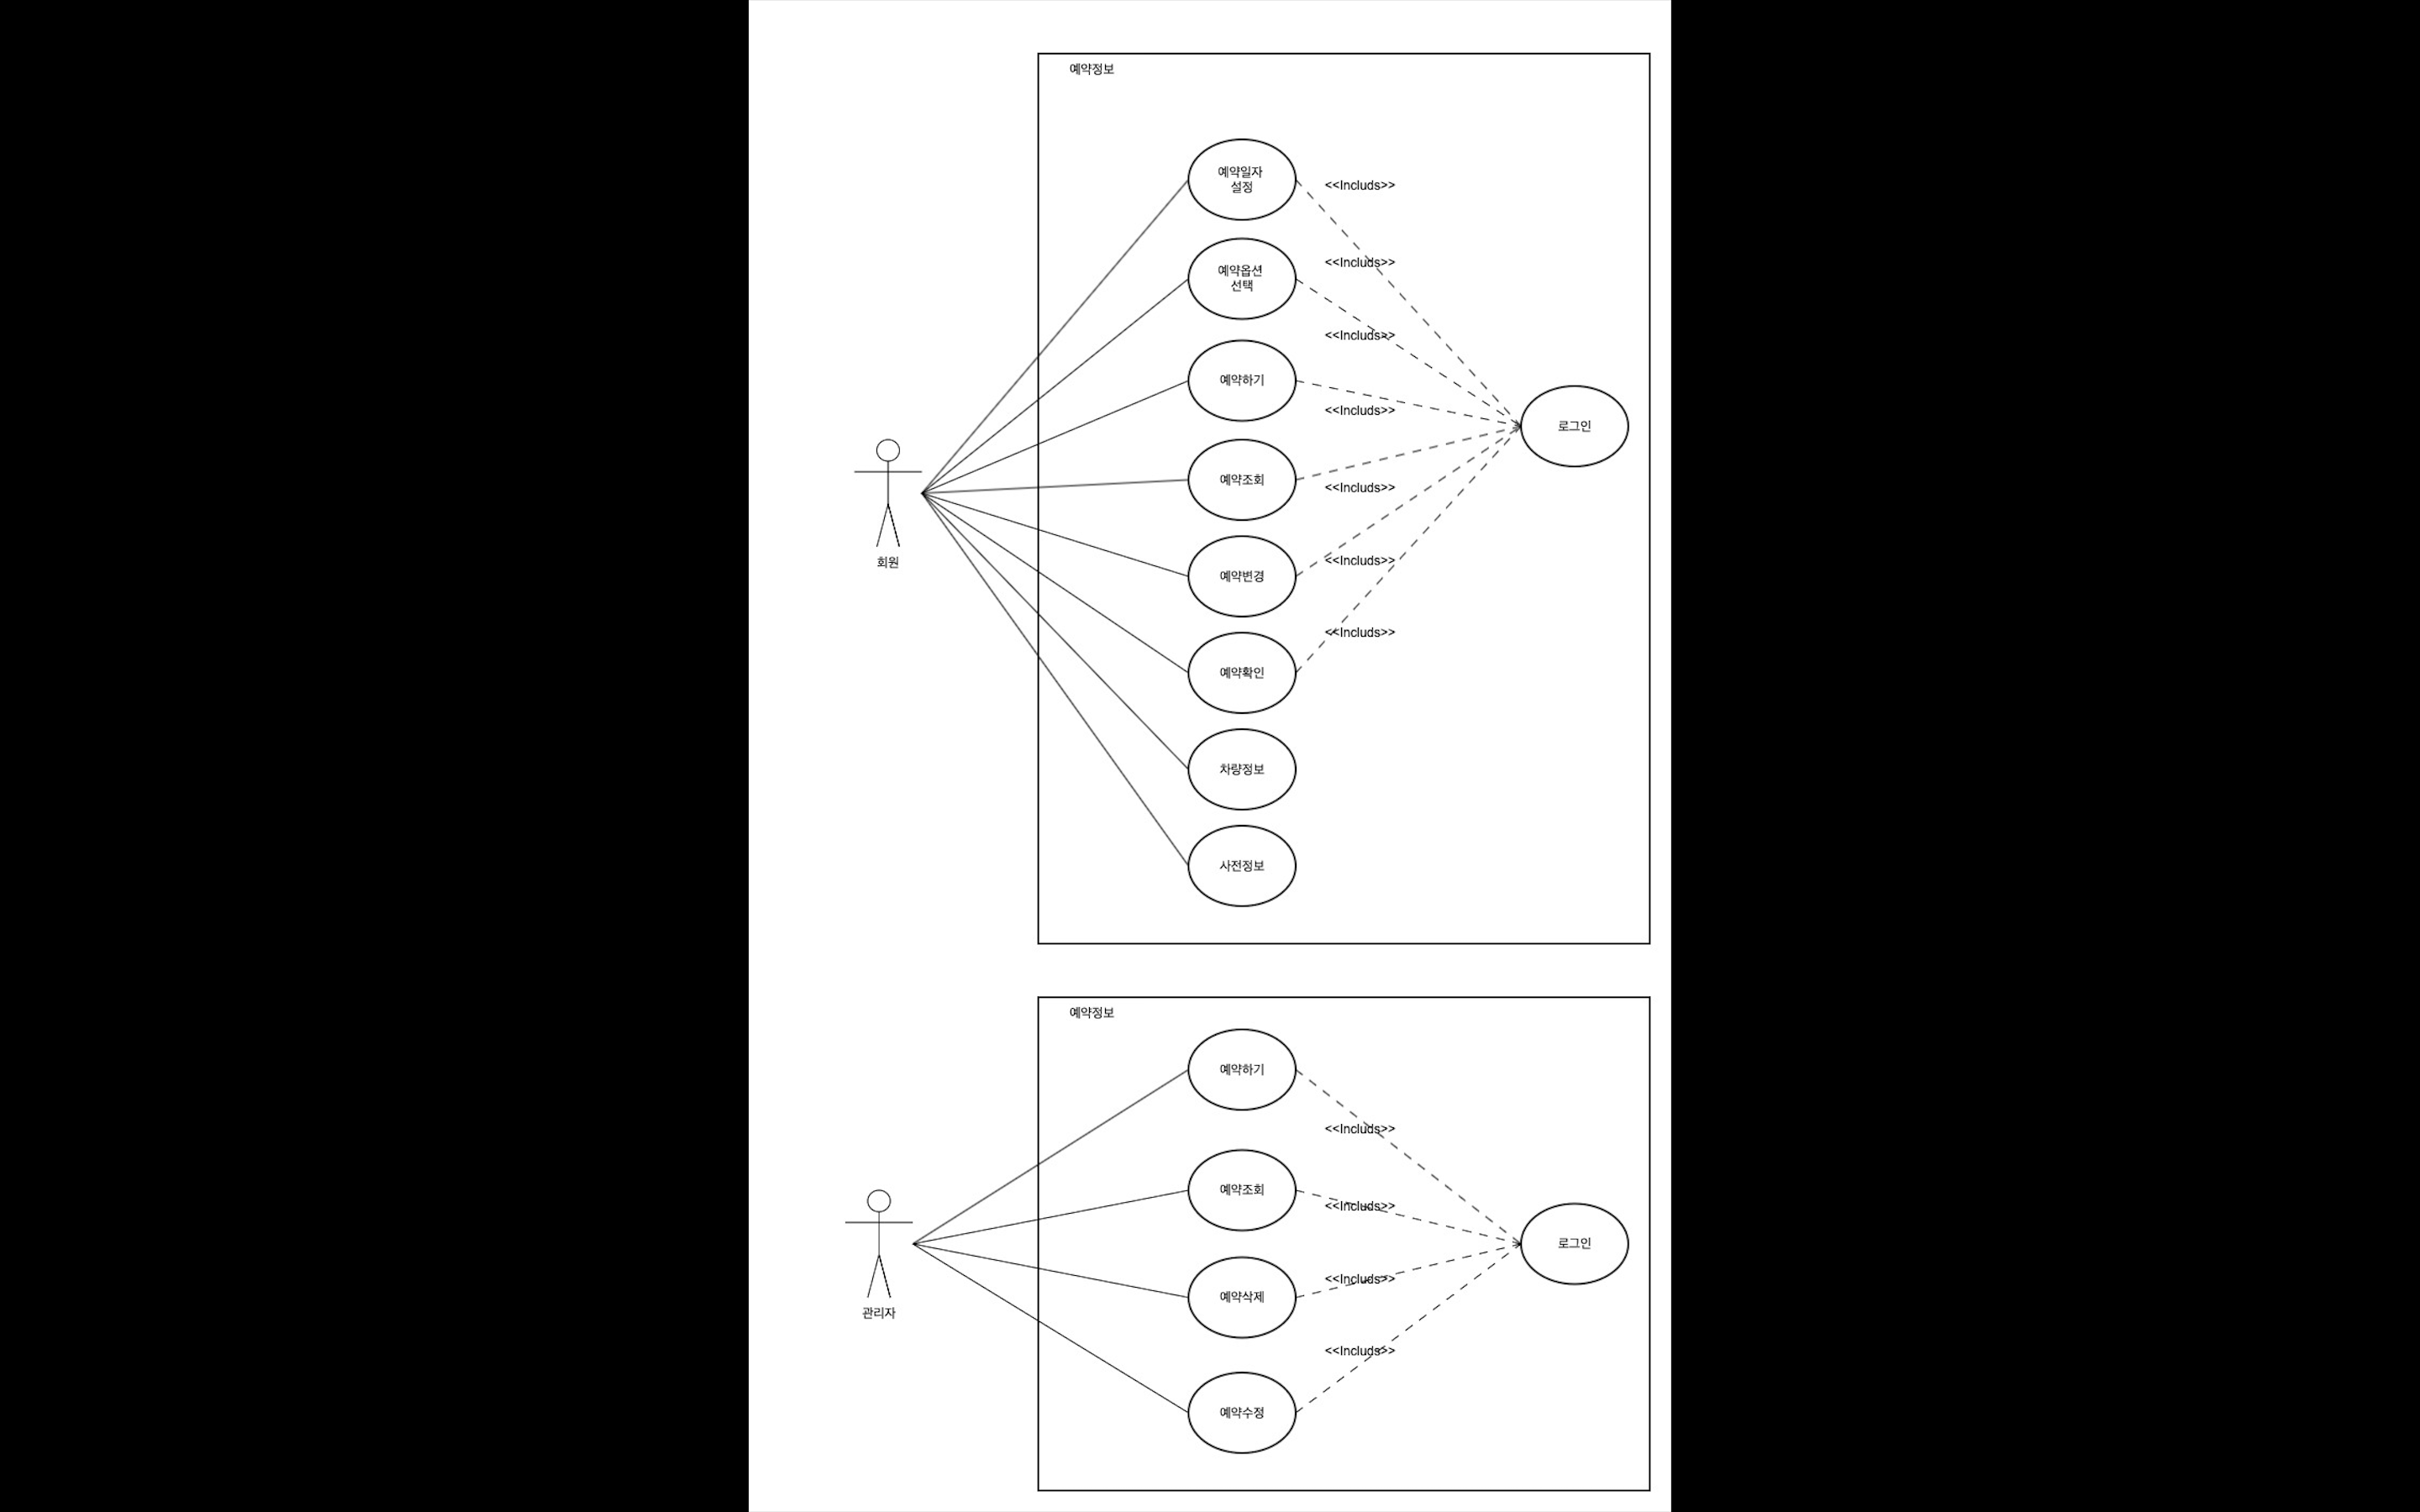 예약정보
예약일자
설정
<<Includs>>
예약옵션
선택
<<Includs>>
<<Includs>>
예약하기
<<Includs>>
로그인
예약조회
<<Includs>>
회원
예약변경
<<Includs>>
<<Includs>>
예약확인
차량정보
사전정보
예약정보
예약하기
<<Includs>>
예약조회
<<Includs>>
로그인
<<Includs>>
예약삭제
관리자
<<Includs>>
예약수정